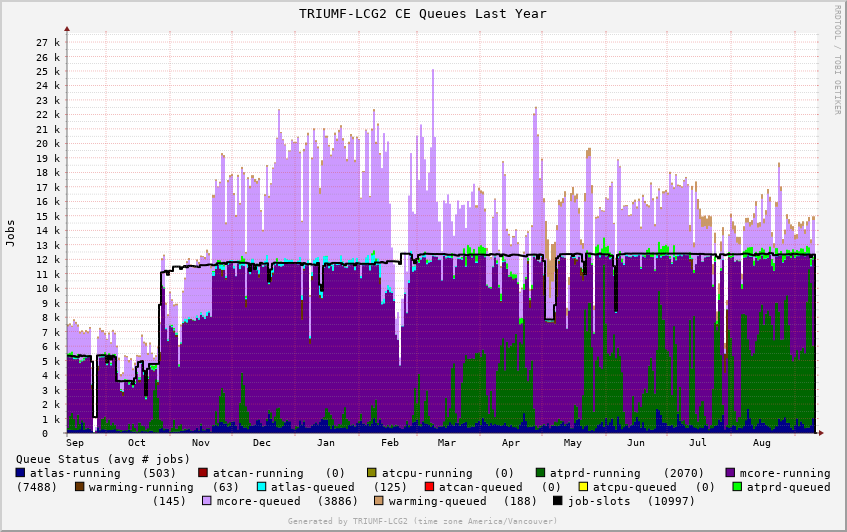 TRIUMF-LCG2 CE Queues Last Year
RRDTOOL / TOBI OETIKER
Jobs
27 k
26 k
25 k
24 k
23 k
22 k
21 k
20 k
19 k
18 k
17 k
16 k
15 k
14 k
13 k
12 k
11 k
10 k
9 k
8 k
7 k
6 k
5 k
4 k
3 k
2 k
1 k
0
Sep Oct Nov Dec Jan Feb Mar Apr May Jun Jul Aug
Queue Status (avg # jobs)
atlas-running (503) atcan-running (0) atcpu-running (0) atprd-running (2070) mcore-running
(7488) warming-running (63) atlas-queued (125) atcan-queued (0) atcpu-queued (0) atprd-queued
(145) mcore-queued (3886) warming-queued (188) job-slots (10997)
Generated by TRIUMF-LCG2 (time zone America/Vancouver)